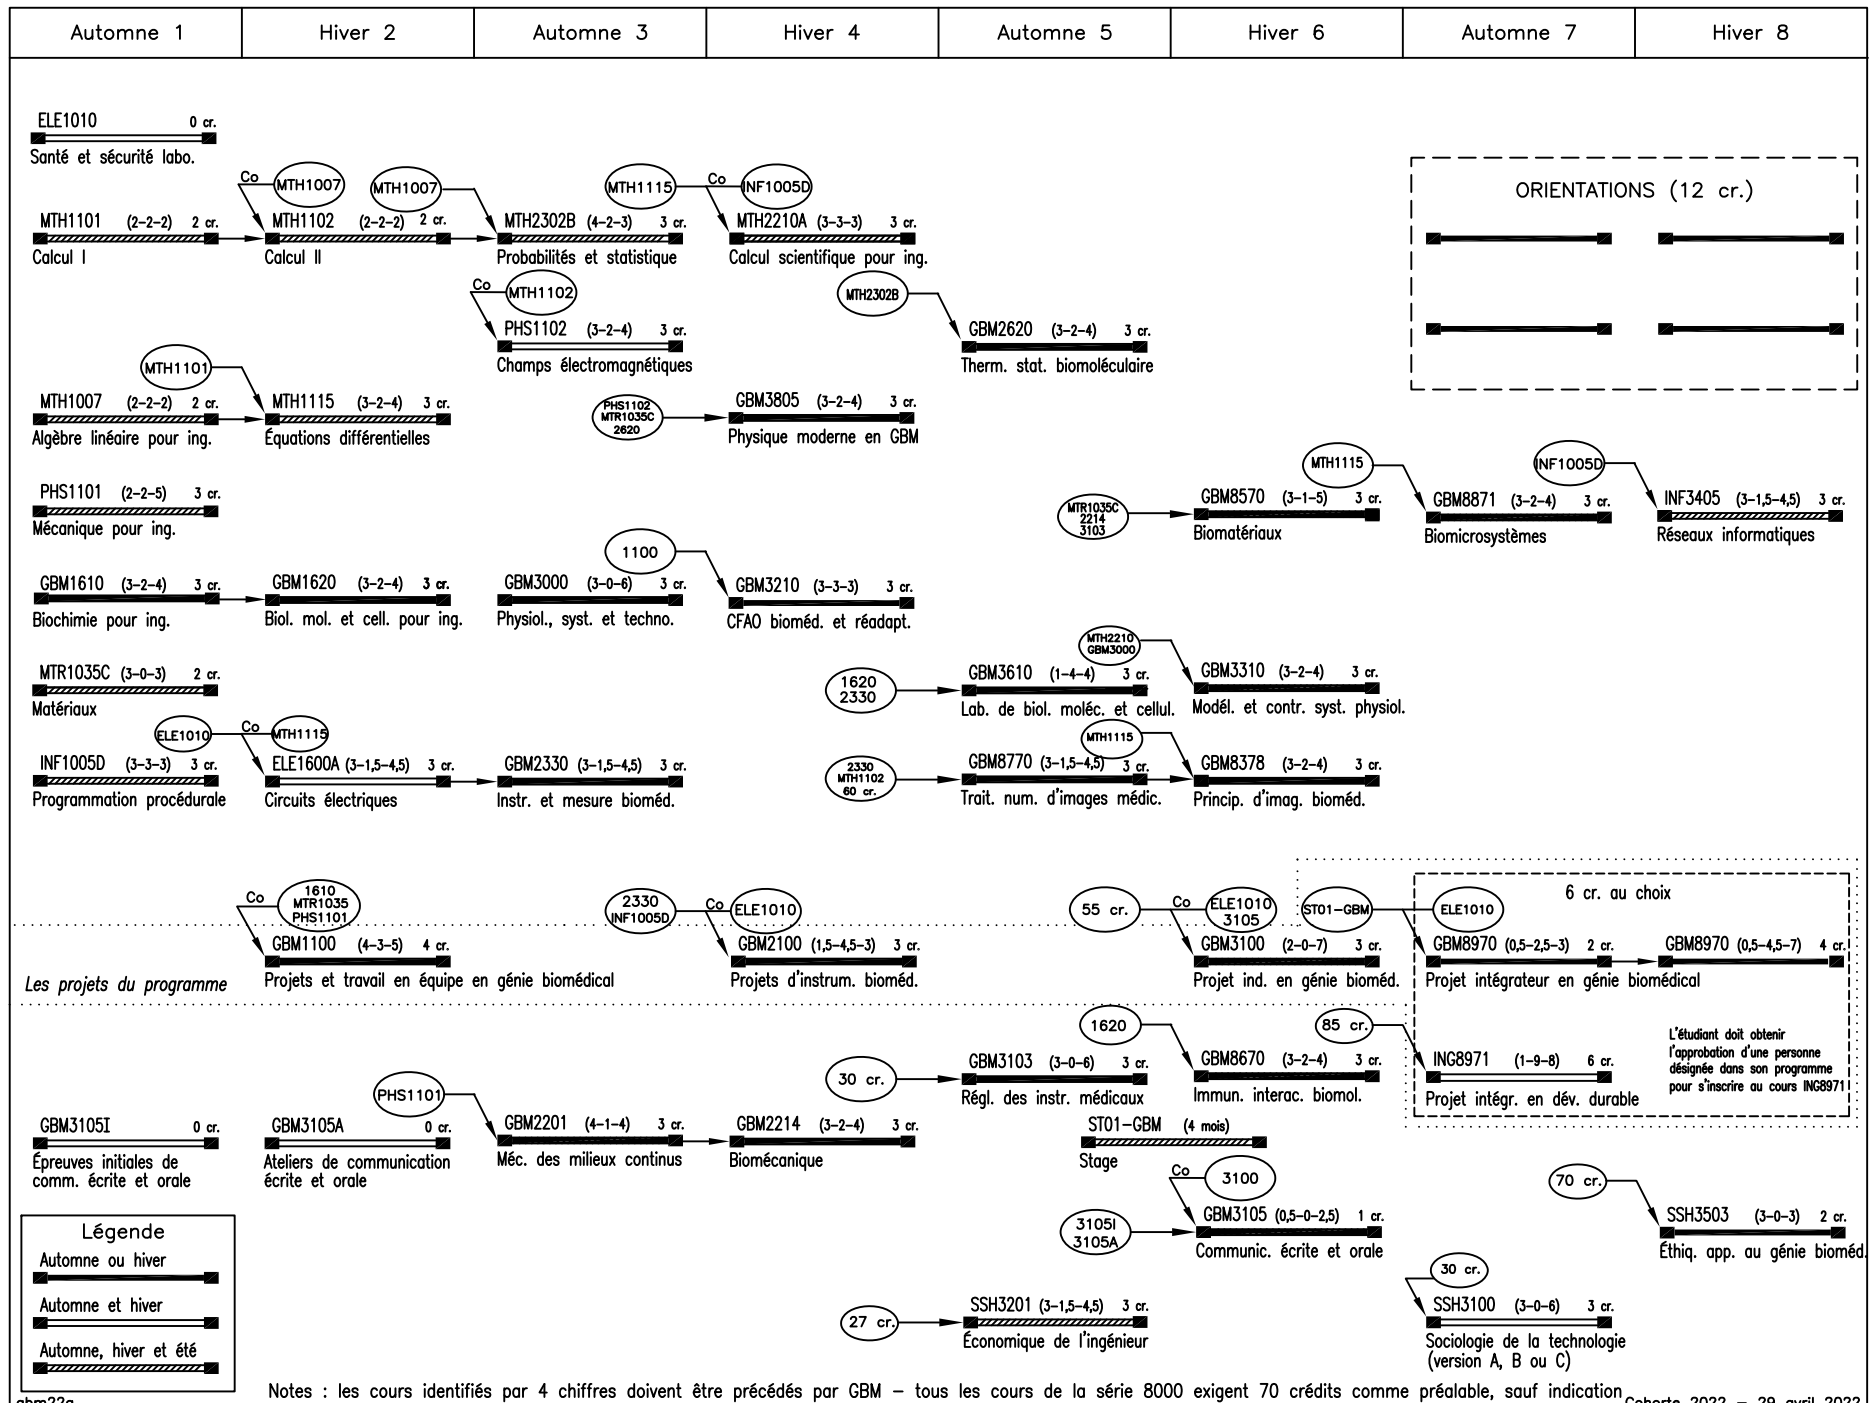 Automne 1
Hiver 2
Automne 3
Hiver 4
Automne 5
Hiver 6
Automne 7
Hiver 8
ELE1010 0 cr.
Santé et sécurité labo.
Co
MTH1007
MTH1007
MTH1115
Co
INF1005D
ORIENTATIONS (12 cr.)
MTH1101 (2-2-2) 2 cr.
Calcul I
MTH1102 (2-2-2) 2 cr.
Calcul II
MTH2302B (4-2-3) 3 cr.
Probabilités et statistique
MTH2210A (3-3-3) 3 cr.
Calcul scientifique pour ing.
Co
MTH1102
MTH2302B
PHS1102 (3-2-4) 3 cr.
Champs électromagnétiques
GBM2620 (3-2-4) 3 cr.
Therm. stat. biomoléculaire
MTH1101
MTH1007 (2-2-2) 2 cr.
Algèbre linéaire pour ing.
MTH1115 (3-2-4) 3 cr.
Équations différentielles
PHS1102
MTR1035C
2620
GBM3805 (3-2-4) 3 cr.
Physique moderne en GBM
MTH1115
INF1005D
PHS1101 (2-2-5) 3 cr.
Mécanique pour ing.
MTR1035C
2214
3103
GBM8570 (3-1-5) 3 cr.
Biomatériaux
GBM8871 (3-2-4) 3 cr.
Biomicrosystèmes
INF3405 (3-1,5-4,5) 3 cr.
Réseaux informatiques
1100
GBM1610 (3-2-4) 3 cr.
Biochimie pour ing.
GBM1620 (3-2-4) 3 cr.
Biol. mol. et cell. pour ing.
GBM3000 (3-0-6) 3 cr.
Physiol., syst. et techno.
GBM3210 (3-3-3) 3 cr.
CFAO bioméd. et réadapt.
MTH2210
GBM3000
MTR1035C (3-0-3) 2 cr.
Matériaux
1620
2330
GBM3610 (1-4-4) 3 cr.
Lab. de biol. moléc. et cellul.
GBM3310 (3-2-4) 3 cr.
Modél. et contr. syst. physiol.
ELE1010
Co
MTH1115
MTH1115
INF1005D (3-3-3) 3 cr.
Programmation procédurale
ELE1600A (3-1,5-4,5) 3 cr.
Circuits électriques
GBM2330 (3-1,5-4,5) 3 cr.
Instr. et mesure bioméd.
2330
MTH1102
60 cr.
GBM8770 (3-1,5-4,5) 3 cr.
Trait. num. d'images médic.
GBM8378 (3-2-4) 3 cr.
Princip. d'imag. bioméd.
Co
1610
MTR1035
PHS1101
2330
INF1005D
Co
ELE1010
55 cr.
Co
ELE1010
3105
ST01-GBM
ELE1010
6 cr. au choix
Les projets du programme
GBM1100 (4-3-5) 4 cr.
Projets et travail en équipe en génie biomédical
GBM2100 (1,5-4,5-3) 3 cr.
Projets d'instrum. bioméd.
GBM3100 (2-0-7) 3 cr.
Projet ind. en génie bioméd.
GBM8970 (0,5-2,5-3) 2 cr.
Projet intégrateur en génie biomédical
GBM8970 (0,5-4,5-7) 4 cr.
1620
85 cr.
L'étudiant doit obtenir
l'approbation d'une personne
désignée dans son programme
pour s'inscrire au cours ING8971
30 cr.
GBM3103 (3-0-6) 3 cr.
Régl. des instr. médicaux
GBM8670 (3-2-4) 3 cr.
Immun. interac. biomol.
ING8971 (1-9-8) 6 cr.
Projet intégr. en dév. durable
PHS1101
GBM3105I 0 cr.
Épreuves initiales de
comm. écrite et orale
GBM3105A 0 cr.
Ateliers de communication
écrite et orale
GBM2201 (4-1-4) 3 cr.
Méc. des milieux continus
GBM2214 (3-2-4) 3 cr.
Biomécanique
ST01-GBM (4 mois)
Stage
Co
3100
70 cr.
3105I
3105A
GBM3105 (0,5-0-2,5) 1 cr.
Communic. écrite et orale
SSH3503 (3-0-3) 2 cr.
Éthiq. app. au génie bioméd.
Légende
Automne ou hiver
Automne et hiver
Automne, hiver et été
27 cr.
SSH3201 (3-1,5-4,5) 3 cr.
Économique de l'ingénieur
30 cr.
SSH3100 (3-0-6) 3 cr.
Sociologie de la technologie
(version A, B ou C)
Notes : les cours identifiés par 4 chiffres doivent être précédés par GBM – tous les cours de la série 8000 exigent 70 crédits comme préalable, sauf indication
gbm22a
Cohorte 2022 – 29 avril 2022